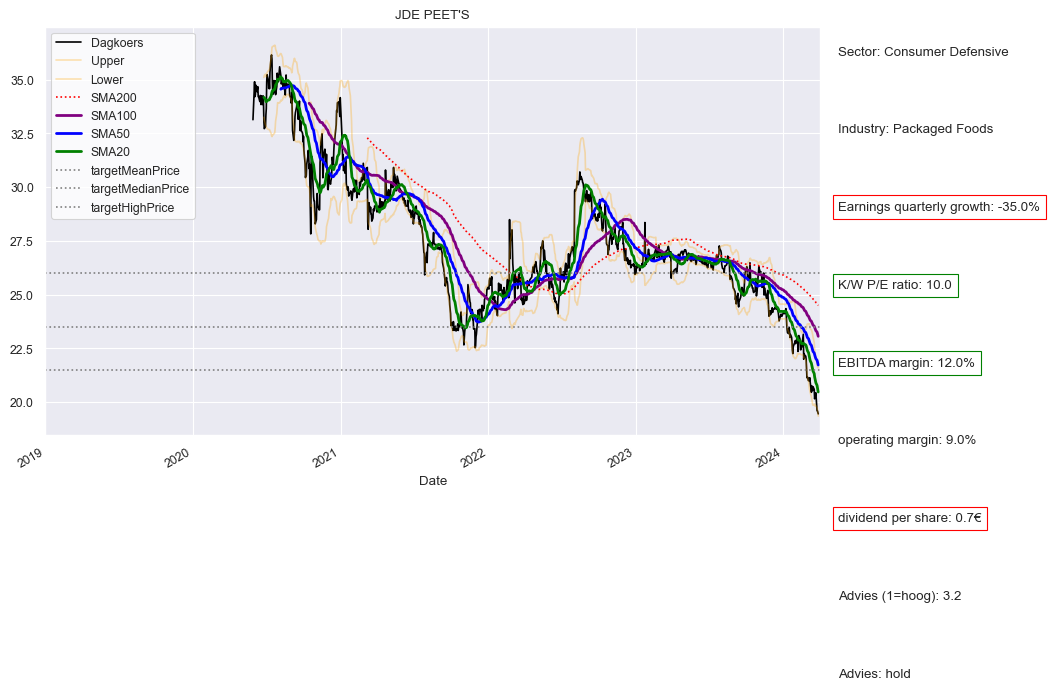 JDE PEET'S
Dagkoers
Upper
Lower
SMA200
SMA100
SMA50
SMA20
targetMeanPrice
targetMedianPrice
targetHighPrice
35.0
32.5
30.0
27.5
25.0
22.5
20.0
2019
2020
2021
2022
2023
2024
Date
Sector: Consumer Defensive
Industry: Packaged Foods
Earnings quarterly growth: -35.0%
K/W P/E ratio: 10.0
EBITDA margin: 12.0%
operating margin: 9.0%
dividend per share: 0.7€
Advies (1=hoog): 3.2
Advies: hold